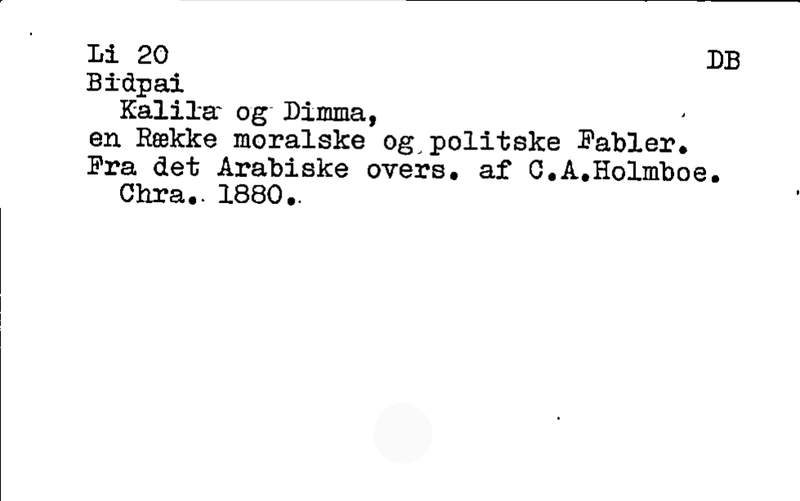 Li 20 DB
Bidpai
Kalila og Dimma,
en Række moralske og politske Fabler.
Fra det Arabiske overs. af C.A.Holmboe.
Chra. 1880.